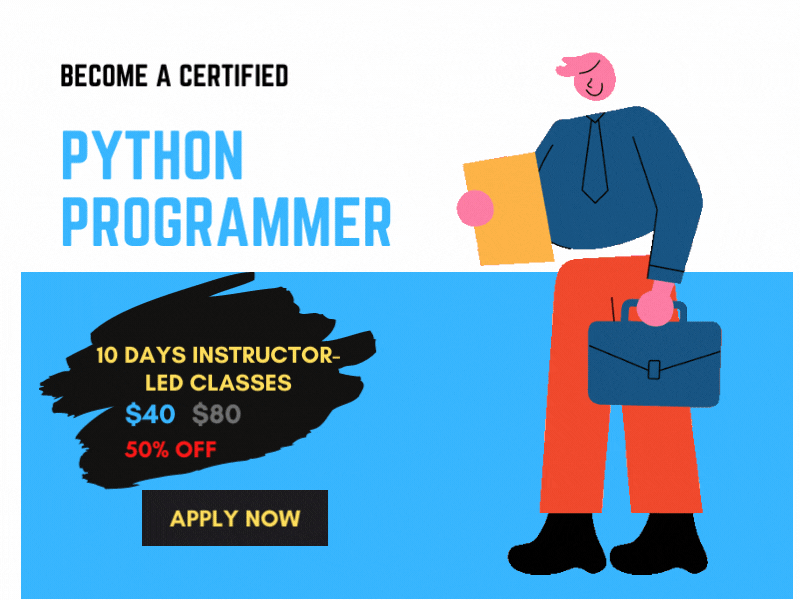 BECOME A CERTIFIED
PYTHON
PROGRAMMER
10 DAYS INSTRUCTOR-
LED CLASSES
$40 $80
50% OFF
APPLY NOW